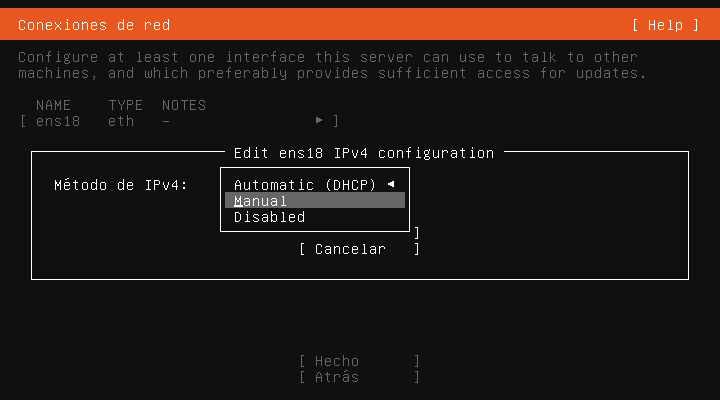 Conexiones de red [ Help ]
Configure at least one interface this server can use to talk to other
machines, and which preferably provides sufficient access for updates.
NAME TYPE NOTES
[ ens18 eth - ▸ ]
Edit ens18 IPv4 configuration
Método de IPv4: Automatic (DHCP) ◂
Manual
Disabled
]
[ Cancelar ]
[ Hecho ]
[ Atrás ]